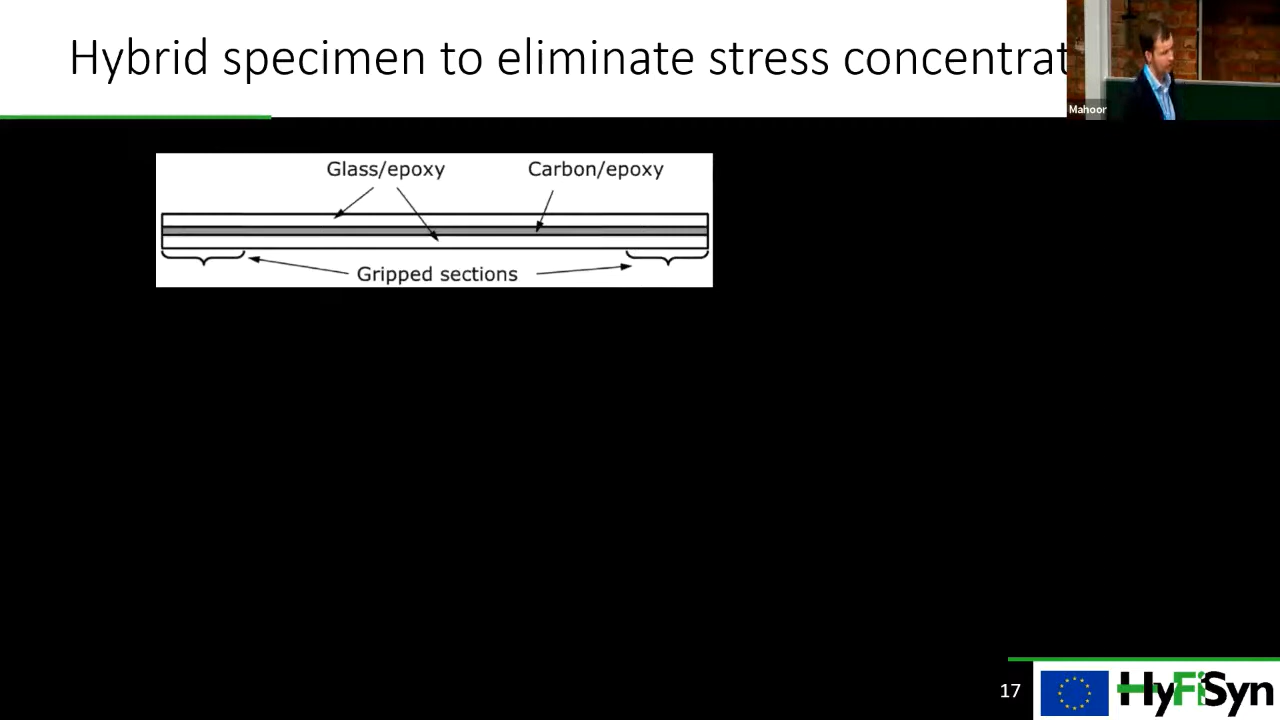 Hybrid specimen to eliminate stress concentrat
Mahoor
Glass/epoxy
Carbon/epoxy
Gripped sections
17
HyFiSyn